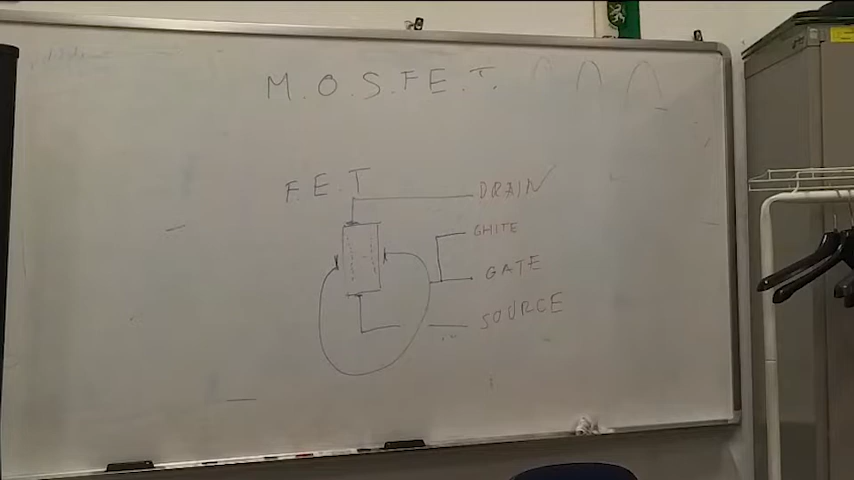 M.O.S.F.E.T.
F.E.T
DRAIN
GHITE
GATE
SOURCE